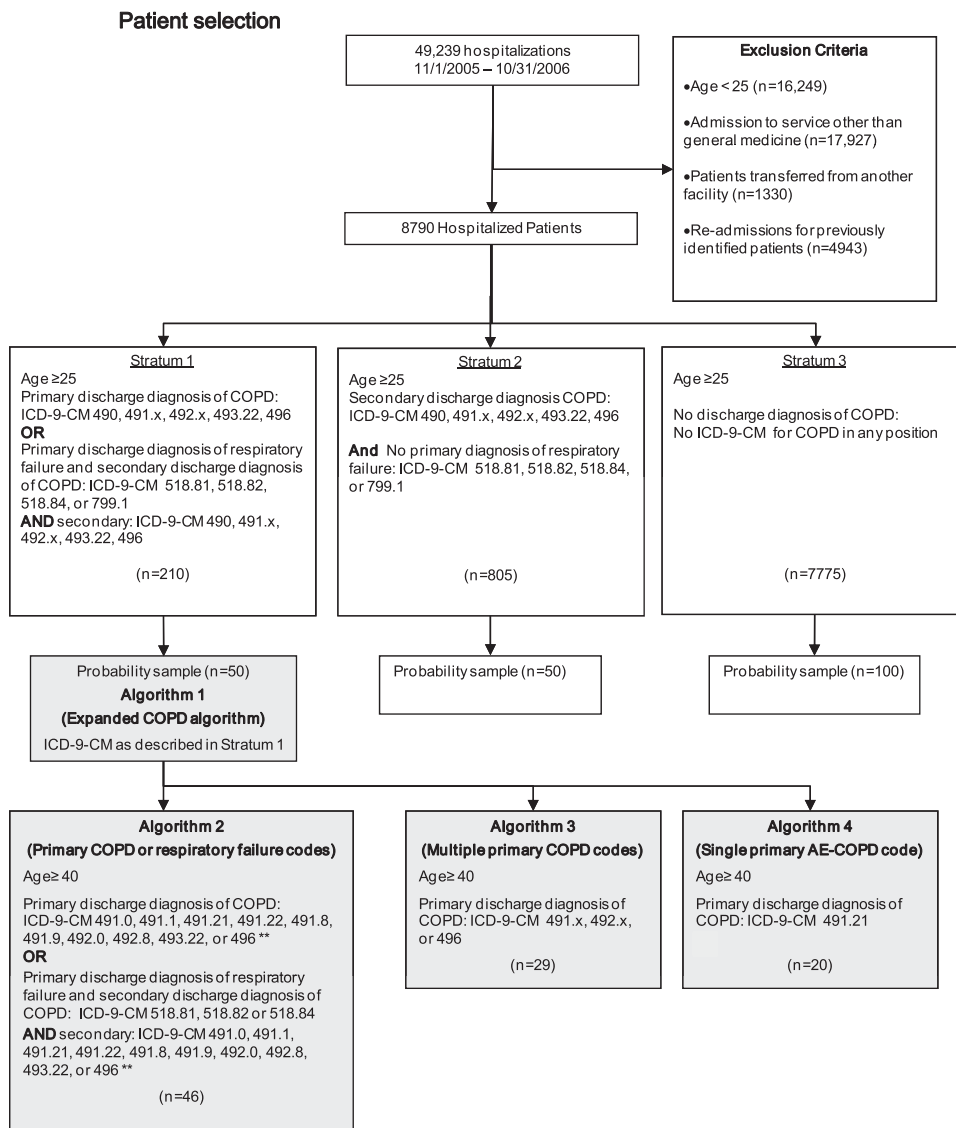 Patient selection
49,239 hospitalizations
11/1/2005 – 10/31/2006
Exclusion Criteria
•Age < 25 (n=16,249)
•Admission to service other than
general medicine (n=17,927)
•Patients transferred from another
facility (n=1330)
•Re-admissions for previously
identified patients (n=4943)
8790 Hospitalized Patients
Stratum 1
Age ≥25
Primary discharge diagnosis of COPD:
ICD-9-CM 490, 491.x, 492.x, 493.22, 496
OR
Primary discharge diagnosis of respiratory
failure and secondary discharge diagnosis
of COPD: ICD-9-CM 518.81, 518.82,
518.84, or 799.1
AND secondary: ICD-9-CM 490, 491.x,
492.x, 493.22, 496
(n=210)
Stratum 2
Age ≥25
Secondary discharge diagnosis COPD:
ICD-9-CM 490, 491.x, 492.x, 493.22, 496
And No primary diagnosis of respiratory
failure: ICD-9-CM 518.81, 518.82, 518.84,
or 799.1
(n=805)
Stratum 3
Age ≥25
No discharge diagnosis of COPD:
No ICD-9-CM for COPD in any position
(n=7775)
Probability sample (n=50)
Algorithm 1
(Expanded COPD algorithm)
ICD-9-CM as described in Stratum 1
Probability sample (n=50)
Probability sample (n=100)
Algorithm 2
(Primary COPD or respiratory failure codes)
Age≥ 40
Primary discharge diagnosis of COPD:
ICD-9-CM 491.0, 491.1, 491.21, 491.22, 491.8,
491.9, 492.0, 492.8, 493.22, or 496 **
OR
Primary discharge diagnosis of respiratory
failure and secondary discharge diagnosis of
COPD: ICD-9-CM 518.81, 518.82 or 518.84
AND secondary: ICD-9-CM 491.0, 491.1,
491.21, 491.22, 491.8, 491.9, 492.0, 492.8,
493.22, or 496 **
(n=46)
Algorithm 3
(Multiple primary COPD codes)
Age≥ 40
Primary discharge diagnosis
of COPD: ICD-9-CM 491.x, 492.x,
or 496
(n=29)
Algorithm 4
(Single primary AE-COPD code)
Age≥ 40
Primary discharge diagnosis of
COPD: ICD-9-CM 491.21
(n=20)